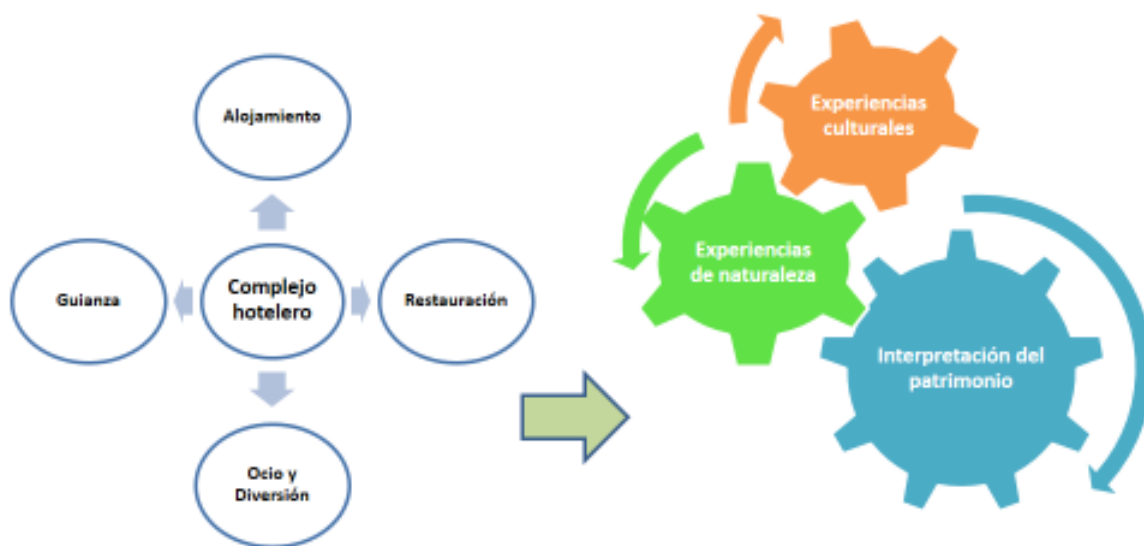 Alojamiento
Guianza
Complejo
hotelero
Restauración
Ocio y
Diversión
Experiencias
culturales
Experiencias
de naturaleza
Interpretación del
patrimonio